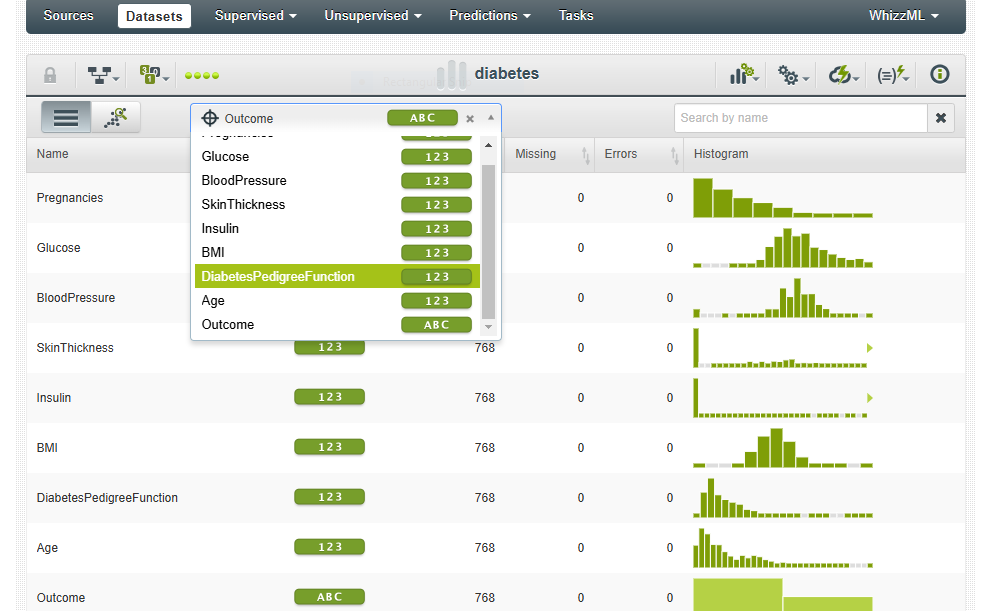 Sources Datasets Supervised Unsupervised Predictions Tasks WhizzML
diabetes
Outcome ABC × Search by name
Name Missing Errors Histogram
Pregnancies 123
Glucose 123
BloodPressure 123
SkinThickness 123
Insulin 123
BMI 123
DiabetesPedigreeFunction 123
Age 123
Outcome ABC
Pregnancies 0 0
Glucose 0 0
BloodPressure 0 0
SkinThickness 123 768 0 0
Insulin 123 768 0 0
BMI 123 768 0 0
DiabetesPedigreeFunction 123 768 0 0
Age 123 768 0 0
Outcome ABC 768 0 0